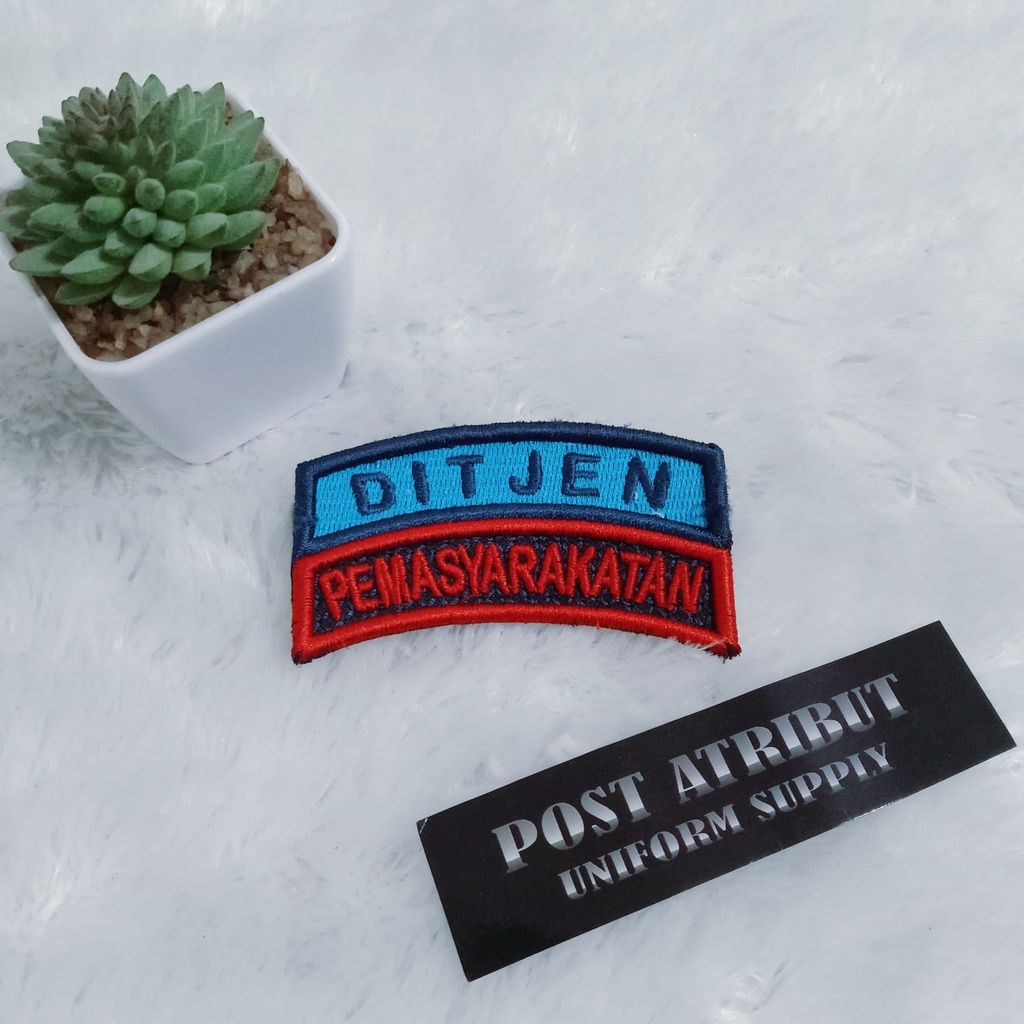 DITJEN
PEMASYARAKATAN
POST ATRIBUT
UNIFORM SUPPLY